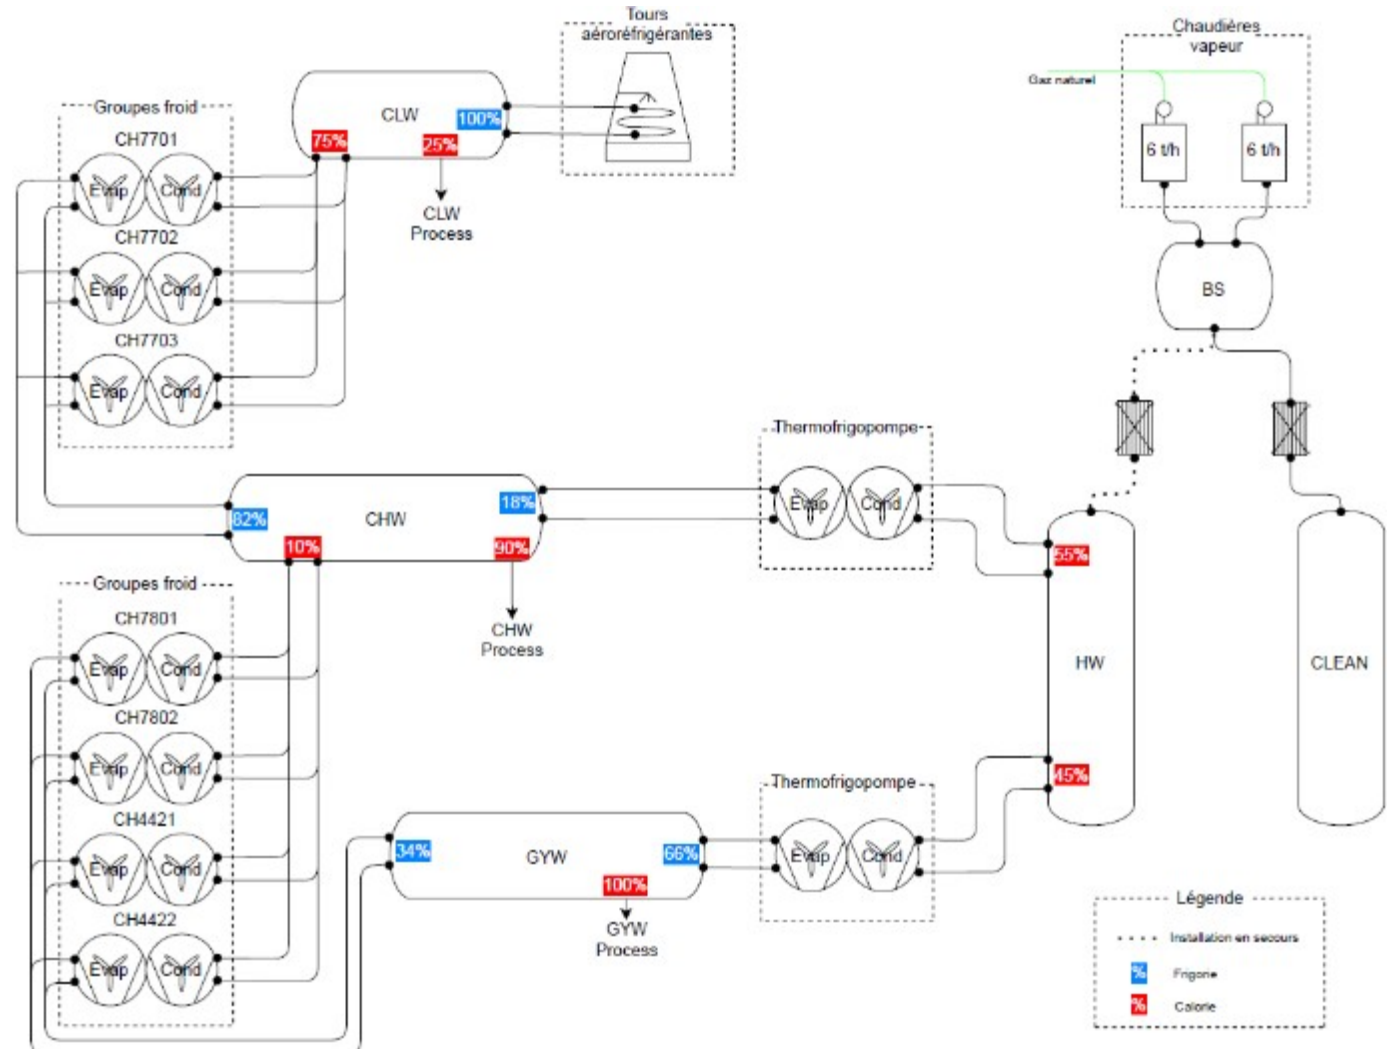 Tours
aéroréfrigérantes
Chaudières
vapeur
Gaz naturel
6 t/h
6 t/h
BS
Groupes froid
CH7701
Evap
Cond
CH7702
Evap
Cond
CH7703
Evap
Cond
CLW
100%
75%
25%
CLW
Process
Thermofrigopompe
Evap
Cond
CHW
18%
82%
10%
90%
CHW
Process
55%
HW
45%
CLEAN
Groupes froid
CH7801
Evap
Cond
CH7802
Evap
Cond
CH4421
Evap
Cond
CH4422
Evap
Cond
Thermofrigopompe
Evap
Cond
GYW
34%
66%
100%
GYW
Process
Légende
Installation en secours
% Frigorie
% Calorie